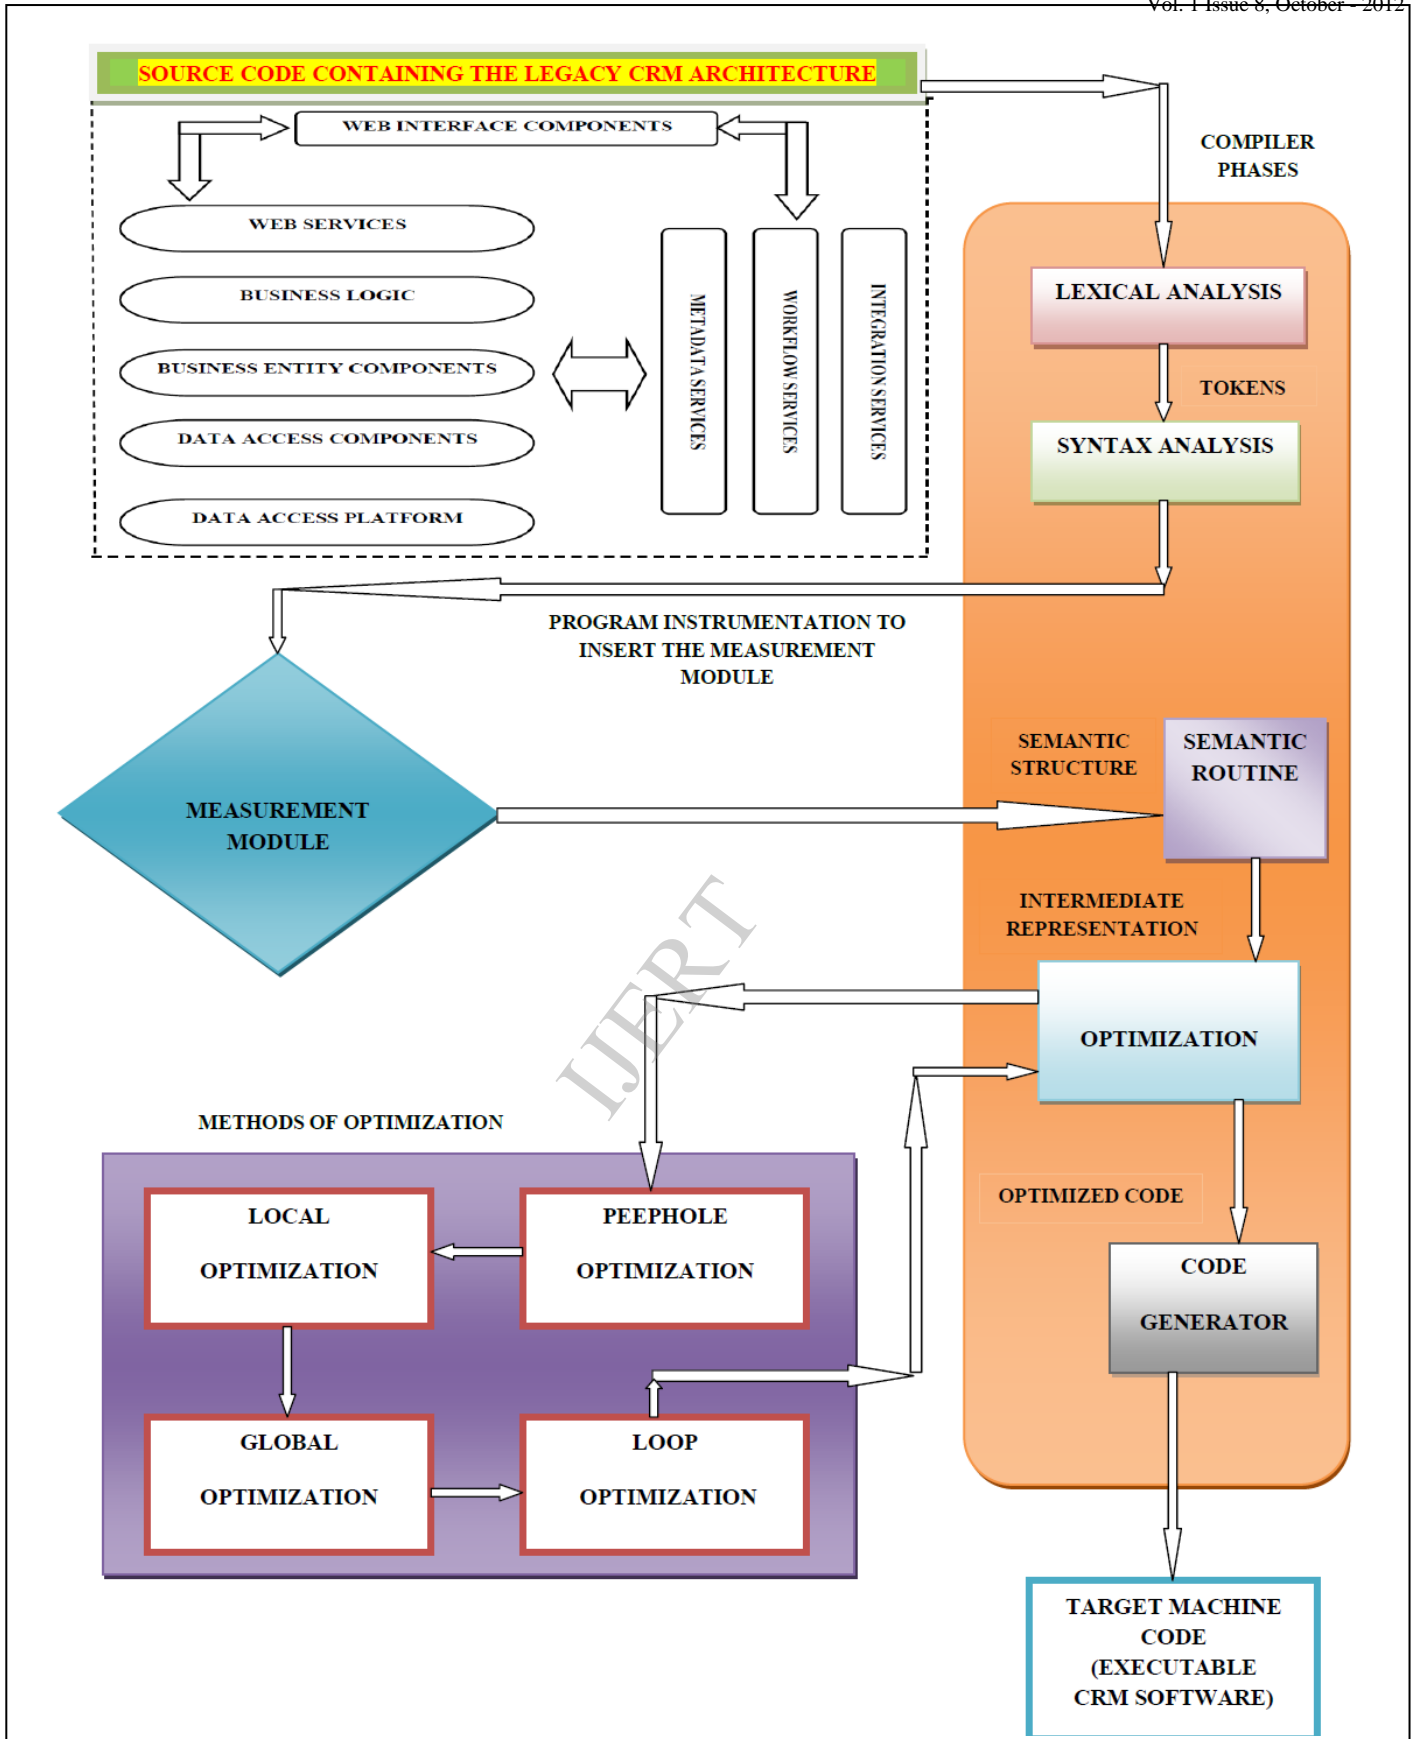 Vol. 1 Issue 8, October - 2012
SOURCE CODE CONTAINING THE LEGACY CRM ARCHITECTURE
WEB INTERFACE COMPONENTS
WEB SERVICES
BUSINESS LOGIC
BUSINESS ENTITY COMPONENTS
DATA ACCESS COMPONENTS
DATA ACCESS PLATFORM
METADATA SERVICES
WORKFLOW SERVICES
INTEGRATION SERVICES
COMPILER
PHASES
LEXICAL ANALYSIS
TOKENS
SYNTAX ANALYSIS
PROGRAM INSTRUMENTATION TO
INSERT THE MEASUREMENT
MODULE
MEASUREMENT
MODULE
SEMANTIC
STRUCTURE
SEMANTIC
ROUTINE
INTERMEDIATE
REPRESENTATION
OPTIMIZATION
IJERT
METHODS OF OPTIMIZATION
LOCAL
OPTIMIZATION
PEEPHOLE
OPTIMIZATION
GLOBAL
OPTIMIZATION
LOOP
OPTIMIZATION
OPTIMIZED CODE
CODE
GENERATOR
TARGET MACHINE
CODE
(EXECUTABLE
CRM SOFTWARE)